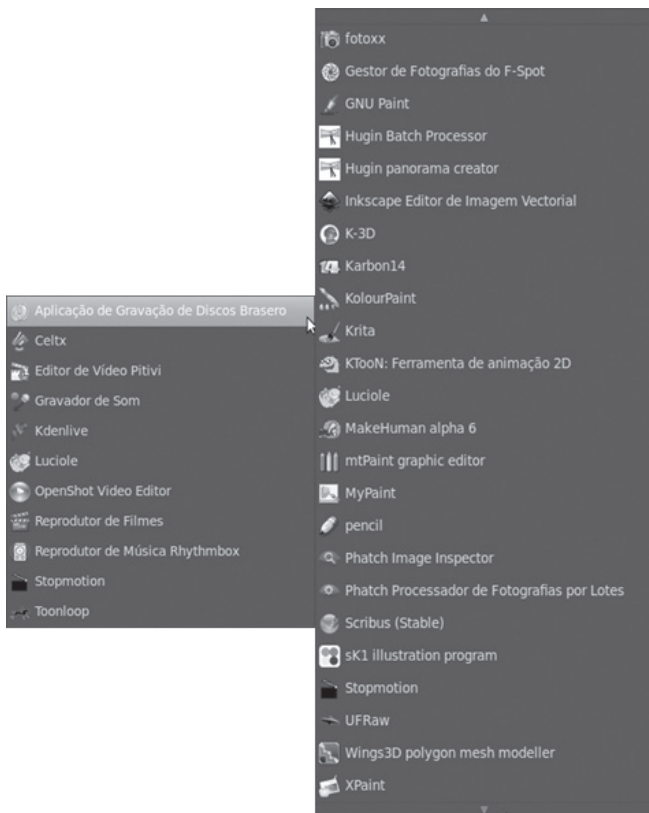 Aplicação de Gravação de Discos Brasero
Celtx
Editor de Vídeo Pitivi
Gravador de Som
Kdenlive
Luciole
OpenShot Video Editor
Reprodutor de Filmes
Reprodutor de Música Rhythmbox
Stopmotion
Toonloop
fotoxx
Gestor de Fotografias do F-Spot
GNU Paint
Hugin Batch Processor
Hugin panorama creator
Inkscape Editor de Imagem Vectorial
K-3D
Karbon14
KolourPaint
Krita
KTooN: Ferramenta de animação 2D
Luciole
MakeHuman alpha 6
mtPaint graphic editor
MyPaint
pencil
Phatch Image Inspector
Phatch Processador de Fotografias por Lotes
Scribus (Stable)
sK1 illustration program
Stopmotion
UFRaw
Wings3D polygon mesh modeller
XPaint